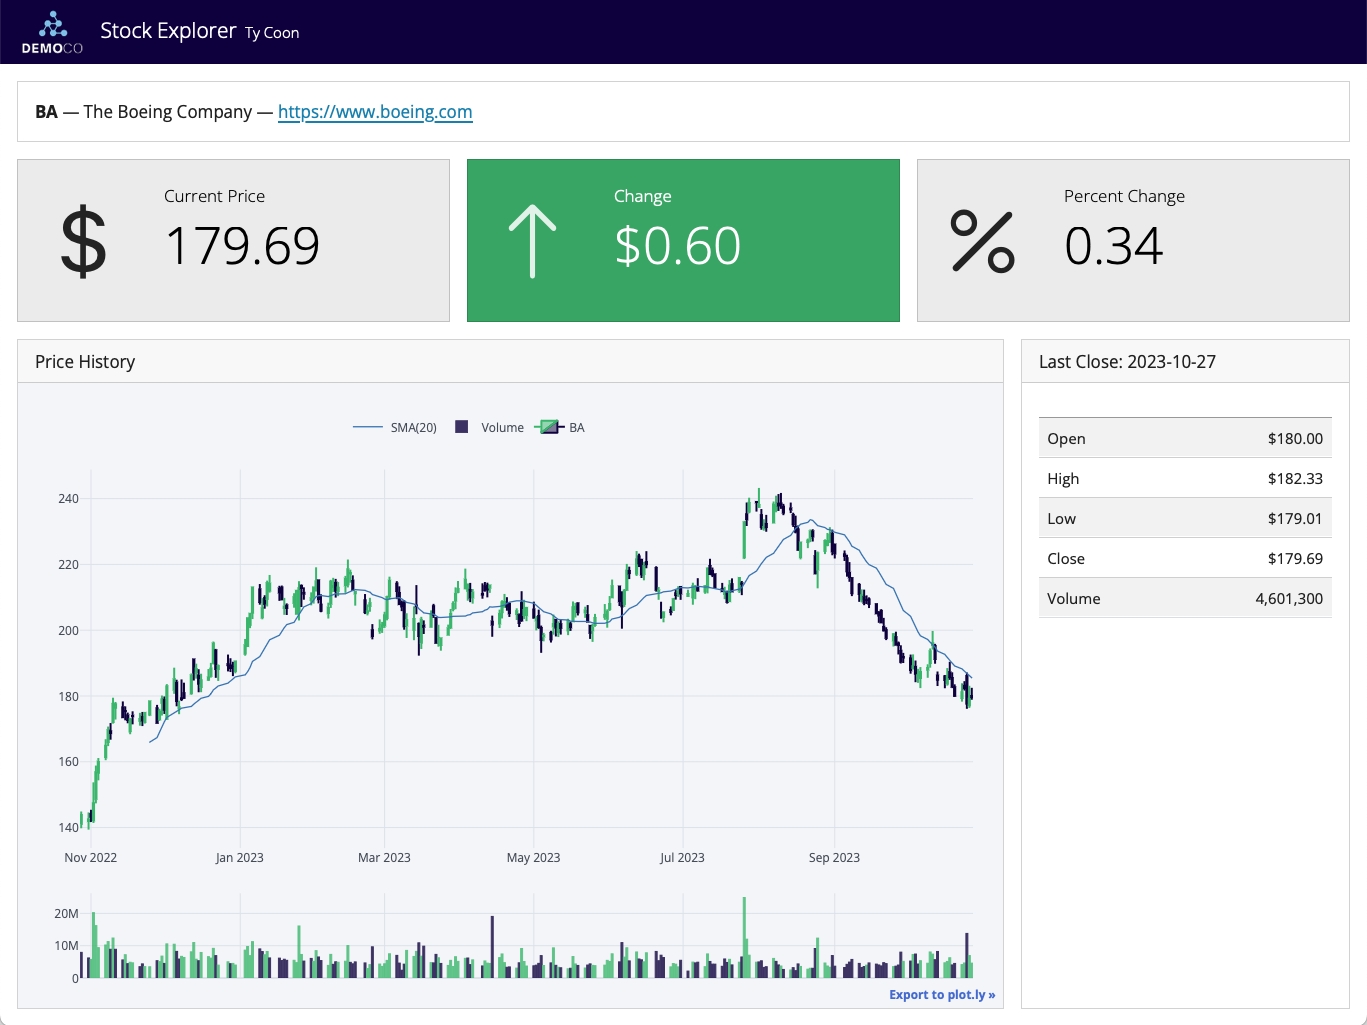 DEMOCO
Stock Explorer Ty Coon
BA — The Boeing Company — https://www.boeing.com
$
Current Price
179.69
Change
$0.60
%
Percent Change
0.34
Price History
SMA(20) Volume BA
240
220
200
180
160
140
Nov 2022 Jan 2023 Mar 2023 May 2023 Jul 2023 Sep 2023
20M
10M
0
Export to plot.ly »
Last Close: 2023-10-27
Open $180.00
High $182.33
Low $179.01
Close $179.69
Volume 4,601,300